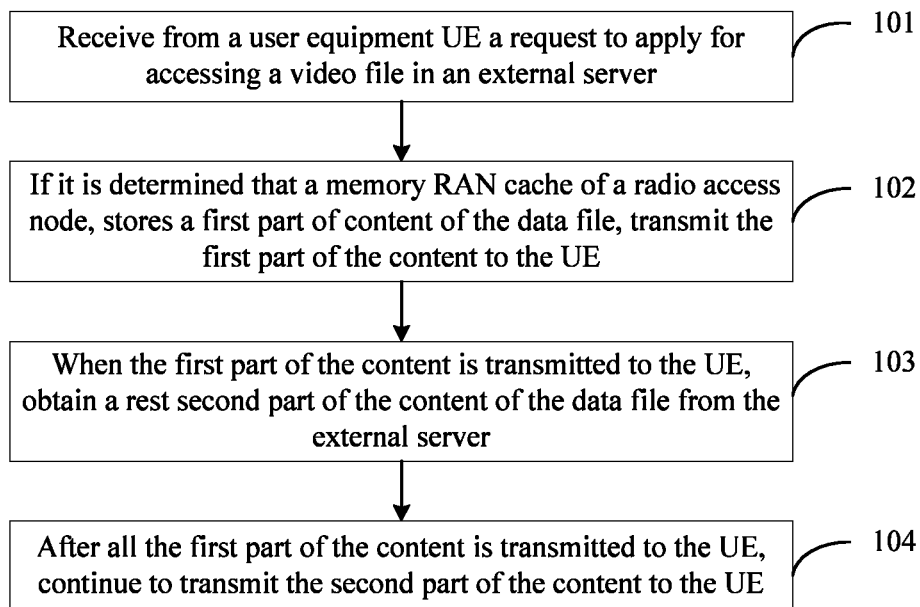 Receive from a user equipment UE a request to apply for
accessing a video file in an external server
101
If it is determined that a memory RAN cache of a radio access
node, stores a first part of content of the data file, transmit the
first part of the content to the UE
102
When the first part of the content is transmitted to the UE,
obtain a rest second part of the content of the data file from the
external server
103
After all the first part of the content is transmitted to the UE,
continue to transmit the second part of the content to the UE
104